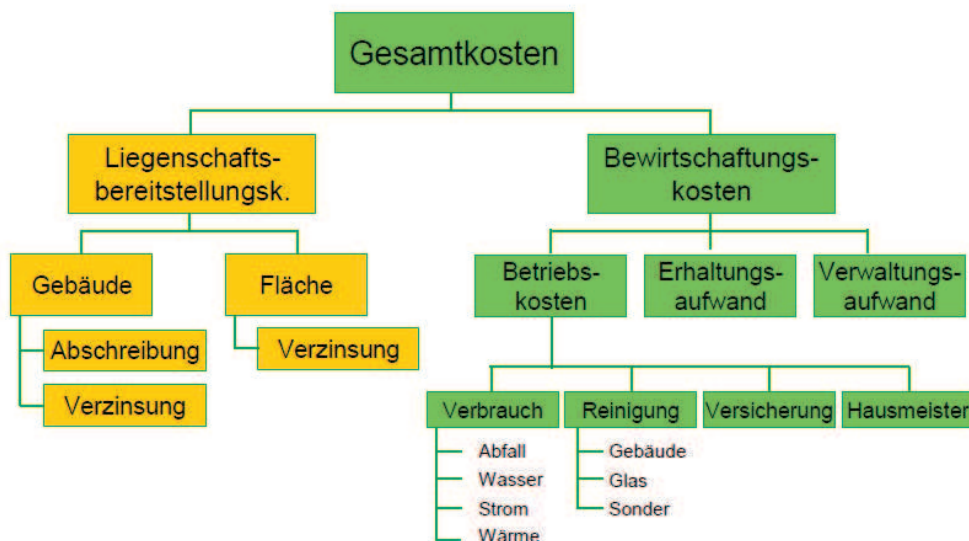 Gesamtkosten
Liegenschafts-
bereitstellungsk.
Bewirtschaftungs-
kosten
Gebäude
Fläche
Betriebs-
kosten
Erhaltungs-
aufwand
Verwaltungs-
aufwand
Abschreibung
Verzinsung
Verzinsung
Verbrauch
Reinigung
Versicherung
Hausmeister
Abfall
Wasser
Strom
Wärme
Gebäude
Glas
Sonder